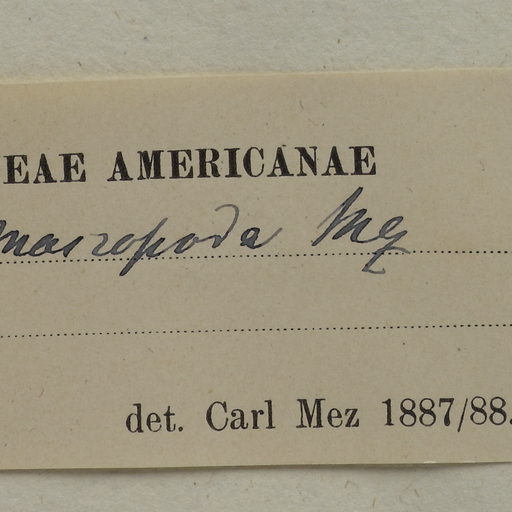 EAE AMERICANAE
macropoda Mez
det. Carl Mez 1887/88.